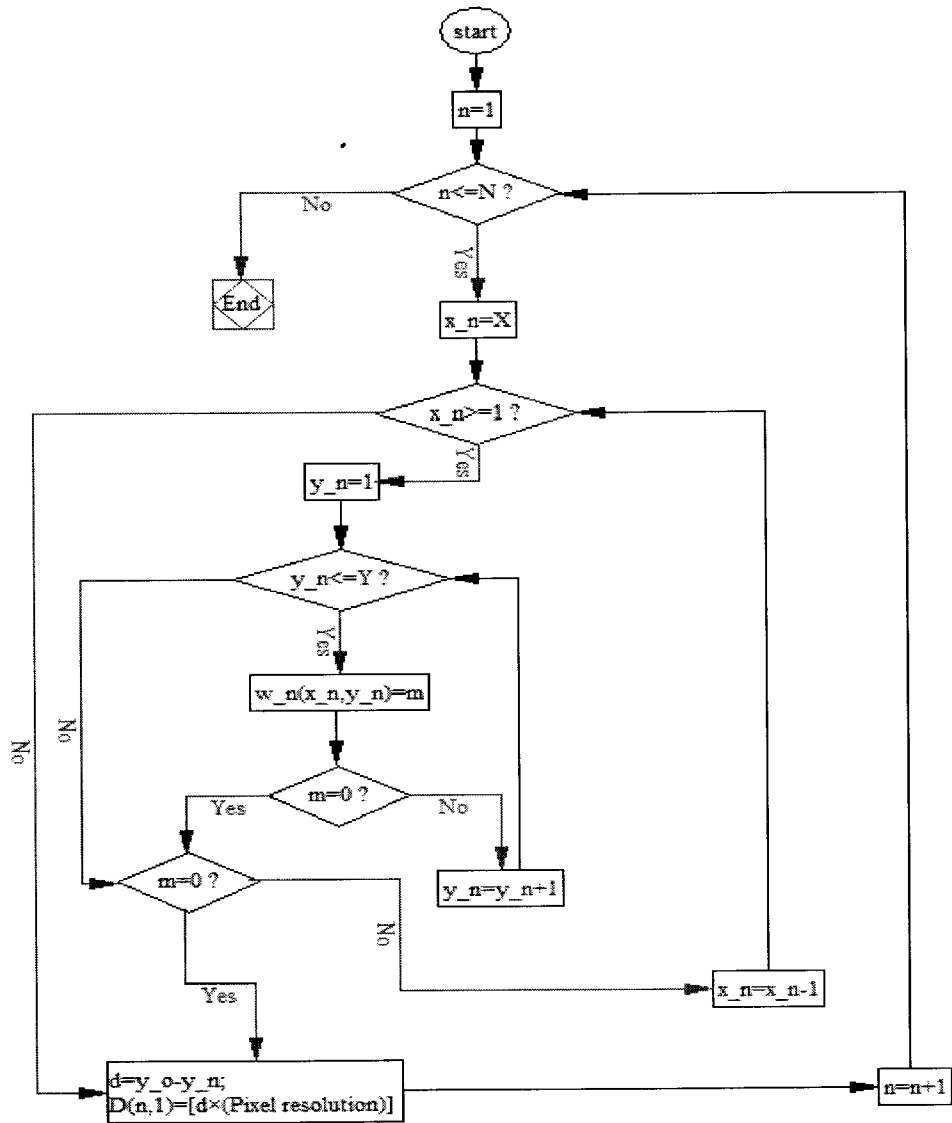 start
n=1
n<=N ?
No
Yes
End
x_n=X
x_n>=1 ?
Yes
y_n=1
y_n<=Y ?
Yes
w_n(x_n,y_n)=m
No
No
m=0 ?
Yes
No
m=0 ?
y_n=y_n+1
No
Yes
x_n=x_n-1
d=y_o-y_n;
D(n,1)=[d×(Pixel resolution)]
n=n+1